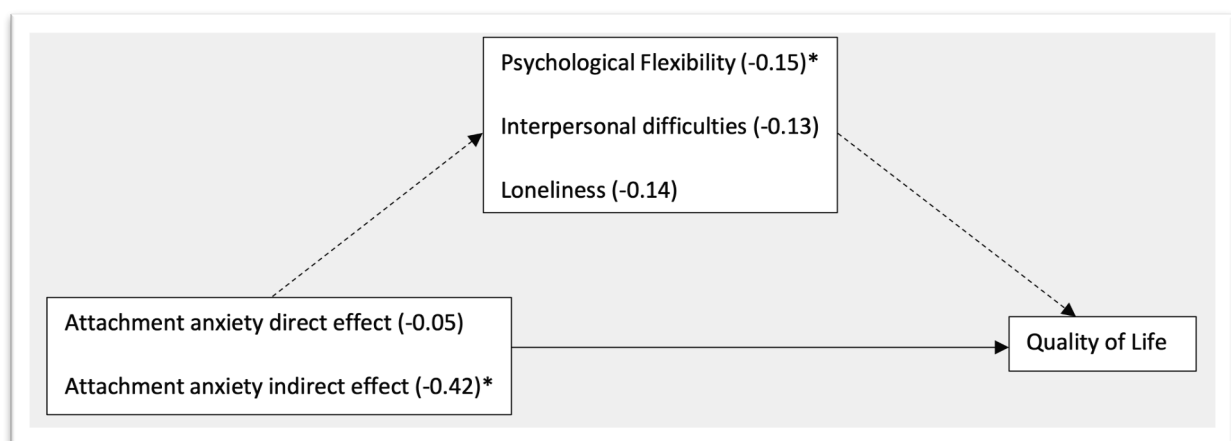 Psychological Flexibility (-0.15)*
Interpersonal difficulties (-0.13)
Loneliness (-0.14)
Attachment anxiety direct effect (-0.05)
Attachment anxiety indirect effect (-0.42)*
Quality of Life